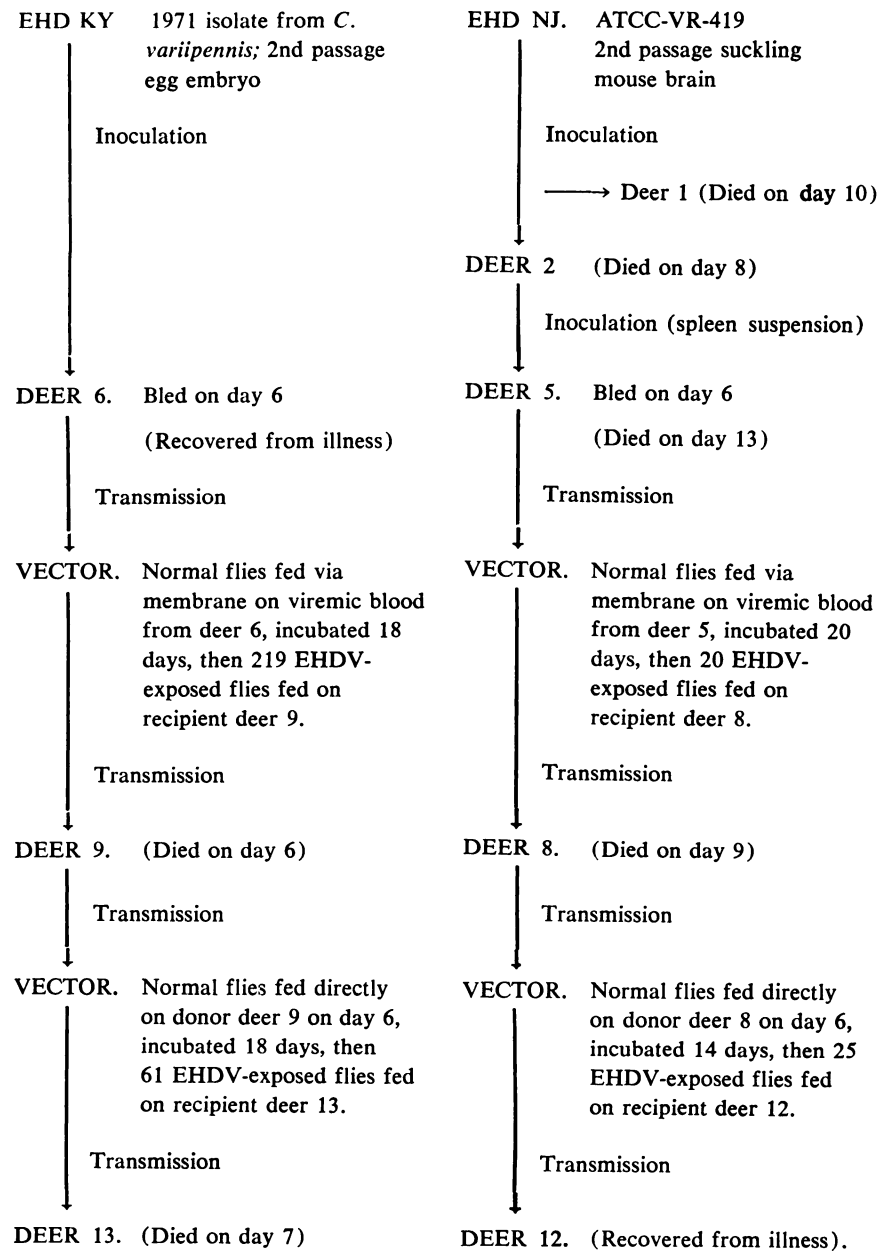 EHD KY 1971 isolate from C.
variipennis; 2nd passage
egg embryo
Inoculation
DEER 6. Bled on day 6
(Recovered from illness)
Transmission
VECTOR. Normal flies fed via
membrane on viremic blood
from deer 6, incubated 18
days, then 219 EHDV-
exposed flies fed on
recipient deer 9.
Transmission
DEER 9. (Died on day 6)
Transmission
VECTOR. Normal flies fed directly
on donor deer 9 on day 6,
incubated 18 days, then
61 EHDV-exposed flies fed
on recipient deer 13.
Transmission
DEER 13. (Died on day 7)
EHD NJ. ATCC-VR-419
2nd passage suckling
mouse brain
Inoculation
Deer 1 (Died on day 10)
DEER 2 (Died on day 8)
Inoculation (spleen suspension)
DEER 5. Bled on day 6
(Died on day 13)
Transmission
VECTOR. Normal flies fed via
membrane on viremic blood
from deer 5, incubated 20
days, then 20 EHDV-
exposed flies fed on
recipient deer 8.
Transmission
DEER 8. (Died on day 9)
Transmission
VECTOR. Normal flies fed directly
on donor deer 8 on day 6,
incubated 14 days, then 25
EHDV-exposed flies fed
on recipient deer 12.
Transmission
DEER 12. (Recovered from illness).